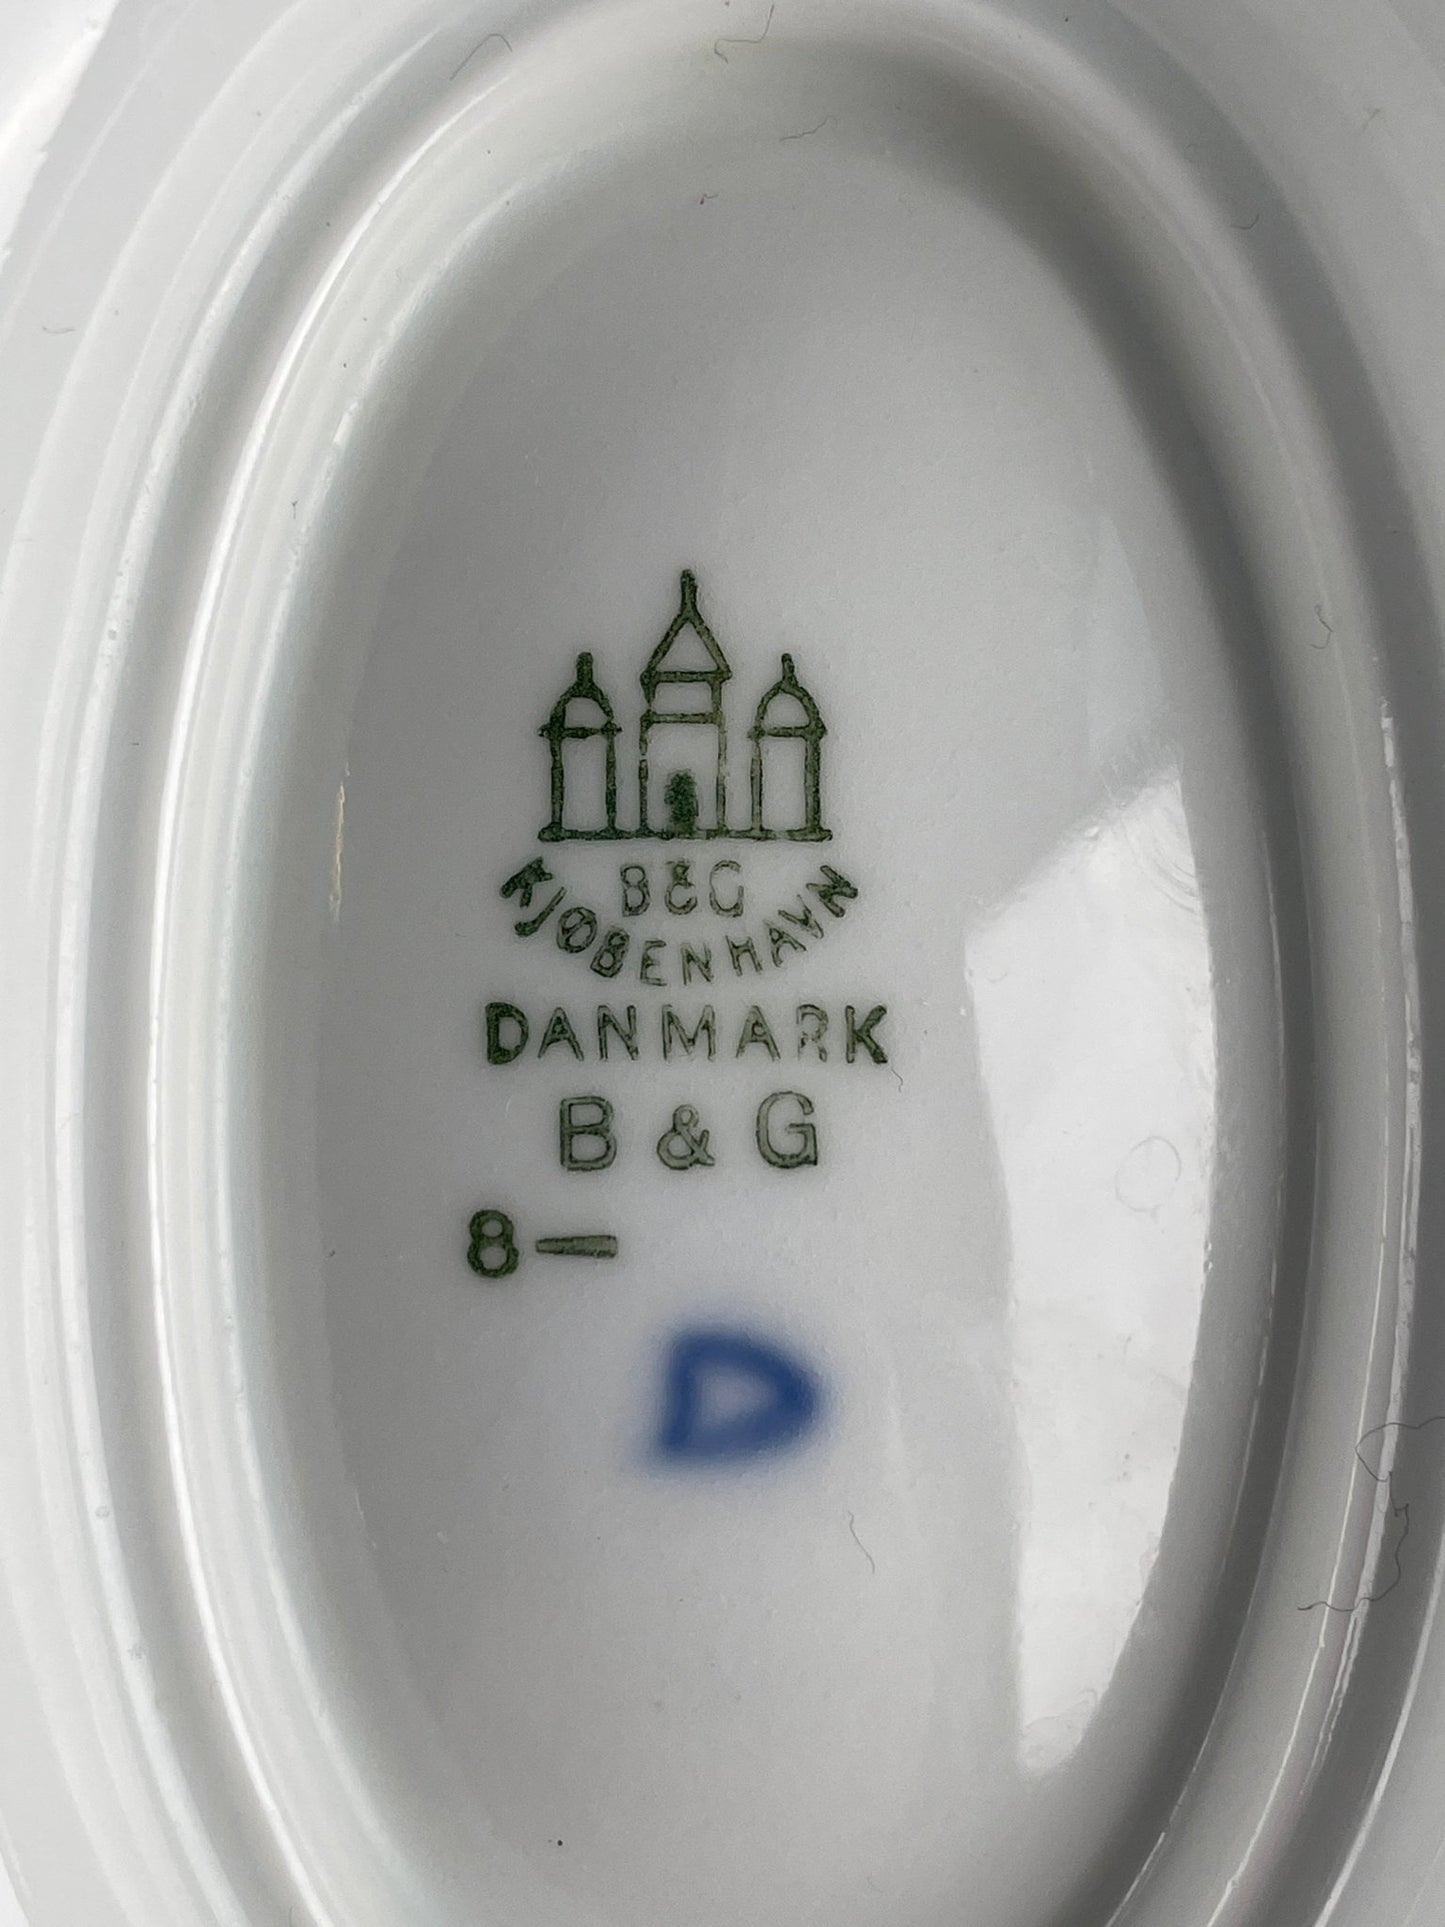 B&G
KJØBENHAVN
DANMARK
B & G
8 —
D